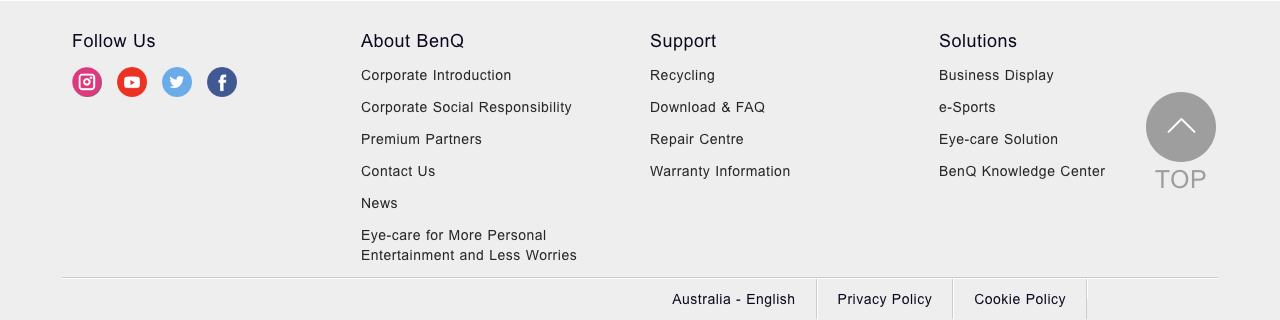 Follow Us
About BenQ
Corporate Introduction
Corporate Social Responsibility
Premium Partners
Contact Us
News
Eye-care for More Personal
Entertainment and Less Worries
Support
Recycling
Download & FAQ
Repair Centre
Warranty Information
Solutions
Business Display
e-Sports
Eye-care Solution
BenQ Knowledge Center
TOP
Australia - English
Privacy Policy
Cookie Policy